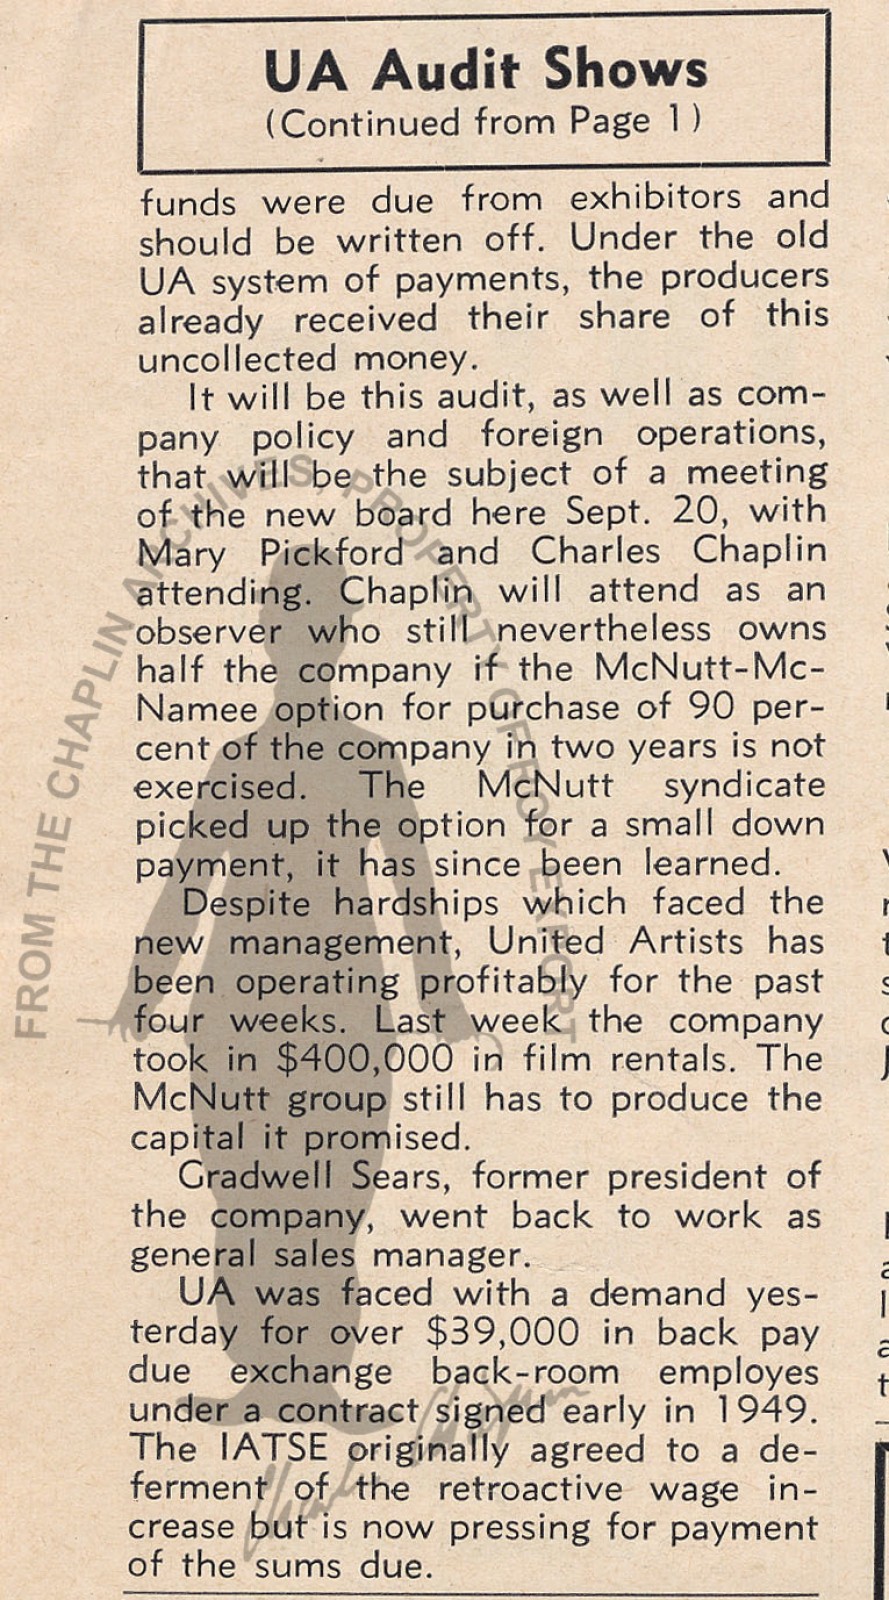 UA Audit Shows
(Continued from Page 1)
funds were due from exhibitors and
should be written off. Under the old
UA system of payments, the producers
already received their share of this
uncollected money.
It will be this audit, as well as com-
pany policy and foreign operations,
that will be the subject of a meeting
of the new board here Sept. 20, with
Mary Pickford and Charles Chaplin
attending. Chaplin will attend as an
observer who still nevertheless owns
half the company if the McNutt-Mc-
Namee option for purchase of 90 per-
cent of the company in two years is not
exercised. The McNutt syndicate
picked up the option for a small down
payment, it has since been learned.
Despite hardships which faced the
new management, United Artists has
been operating profitably for the past
four weeks. Last week the company
took in $400,000 in film rentals. The
McNutt group still has to produce the
capital it promised.
Gradwell Sears, former president of
the company, went back to work as
general sales manager.
UA was faced with a demand yes-
terday for over $39,000 in back pay
due exchange back-room employes
under a contract signed early in 1949.
The IATSE originally agreed to a de-
ferment of the retroactive wage in-
crease but is now pressing for payment
of the sums due.
FROM THE CHAPLIN ARCHIVES, PROPERTY OF ROY EXPORT
Charlie Chaplin